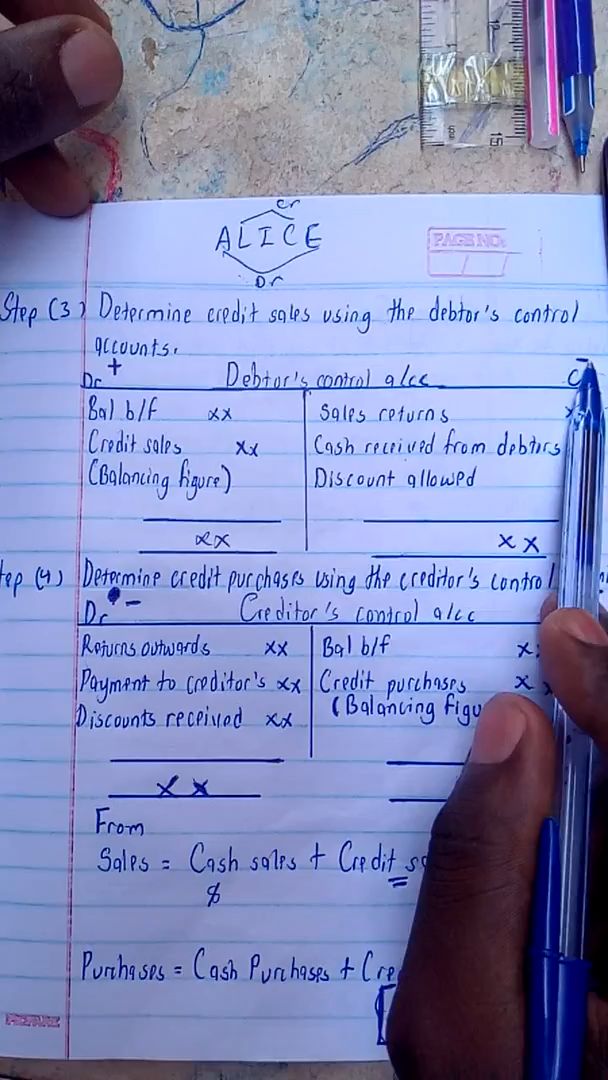 Cr
ALICE
Dr
PAGE NO:
Step (3) Determine credit sales using the debtor's control
accounts.
Dr + Debtor's control a/cc C
Bal b/f xx Sales returns x
Credit sales xx Cash received from debtors
(Balancing figure) Discount allowed
xx xx
tep (4) Determine credit purchases using the creditor's control
Dr - Creditor's control a/cc
Returns outwards xx Bal b/f x
Payment to creditor's xx Credit purchases x
Discounts received xx (Balancing figu
xx
From
Sales = Cash sales + Credit s
$
Purchases = Cash Purchases + Cre